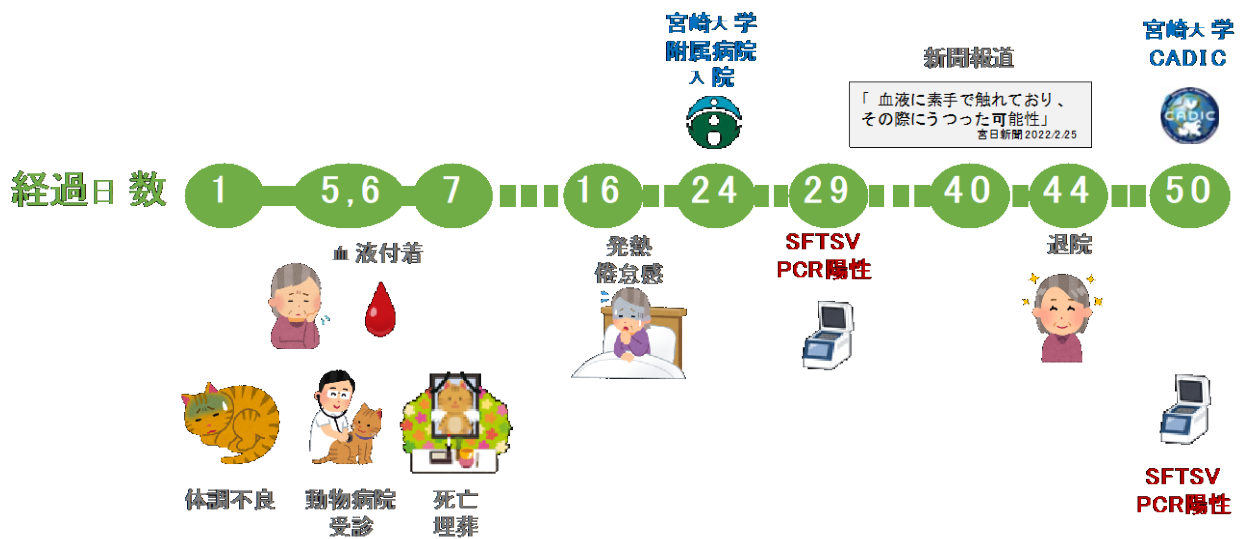 宮崎大学
附属病院
入院
新聞報道
「 血液に素手で触れており、
その際にうつった可能性」
宮日新聞2022/2/25
宮崎大学
CADIC
CADIC
経過日数
1
5,6
7
16
24
29
40
44
50
血液付着
発熱
倦怠感
SFTSV
PCR陽性
退院
体調不良
動物病院
受診
死亡
埋葬
SFTSV
PCR陽性